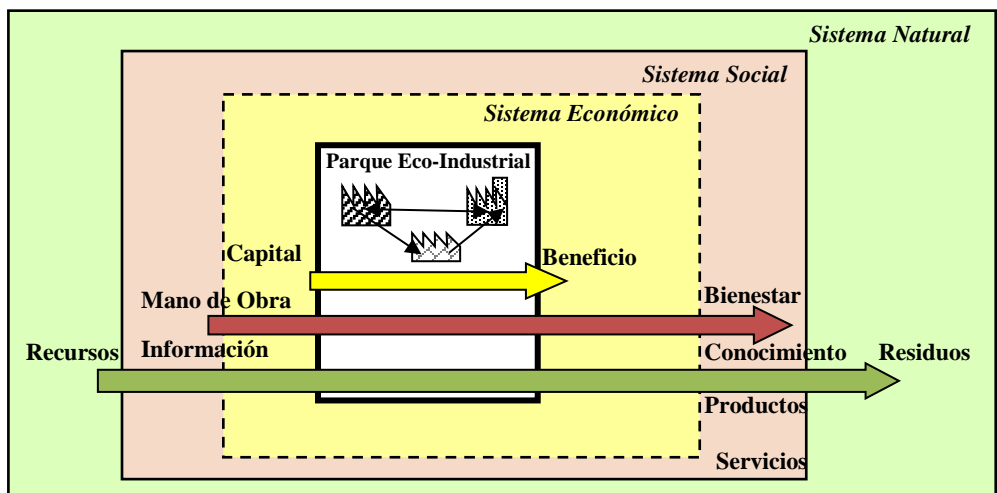 Sistema Natural
Sistema Social
Sistema Económico
Parque Eco-Industrial
Capital
Beneficio
Mano de Obra
Bienestar
Recursos
Información
Conocimiento
Residuos
Productos
Servicios